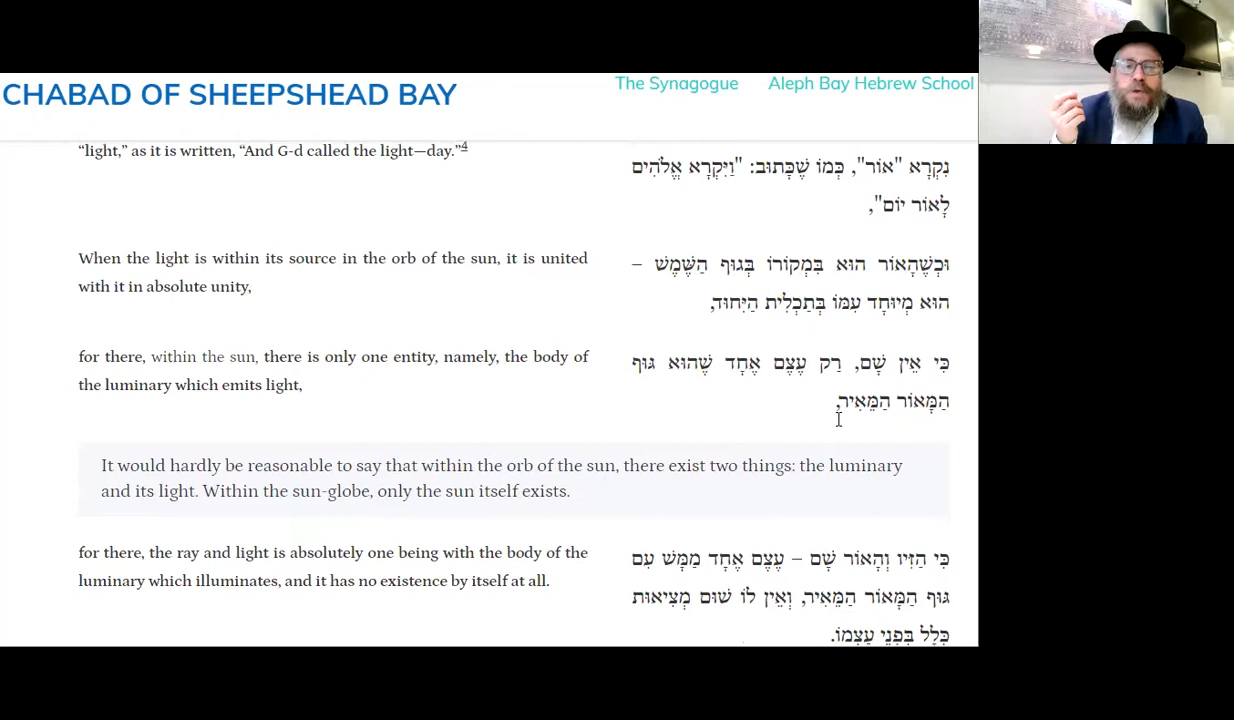 CHABAD OF SHEEPSHEAD BAY
The Synagogue
Aleph Bay Hebrew School
“light,” as it is written, “And G-d called the light—day.”4
נִקְרָא "אוֹר", כְּמוֹ שֶׁכָּתוּב: "וַיִּקְרָא אֱלֹהִים
לָאוֹר יוֹם",
When the light is within its source in the orb of the sun, it is united
with it in absolute unity,
וּכְשֶׁהָאוֹר הוּא בִּמְקוֹרוֹ בְּגוּף הַשֶּׁמֶשׁ –
הוּא מְיוּחָד עִמּוֹ בְּתַכְלִית הַיִּחוּד,
for there, within the sun, there is only one entity, namely, the body of
the luminary which emits light,
כִּי אֵין שָׁם, רַק עֶצֶם אֶחָד שֶׁהוּא גּוּף
הַמָּאוֹר הַמֵּאִיר,
It would hardly be reasonable to say that within the orb of the sun, there exist two things: the luminary
and its light. Within the sun-globe, only the sun itself exists.
for there, the ray and light is absolutely one being with the body of the
luminary which illuminates, and it has no existence by itself at all.
כִּי הַזִּיו וְהָאוֹר שָׁם – עֶצֶם אֶחָד מַמָּשׁ עִם
גּוּף הַמָּאוֹר הַמֵּאִיר, וְאֵין לוֹ שׁוּם מְצִיאוּת
כְּלָל בִּפְנֵי עַצְמוֹ.